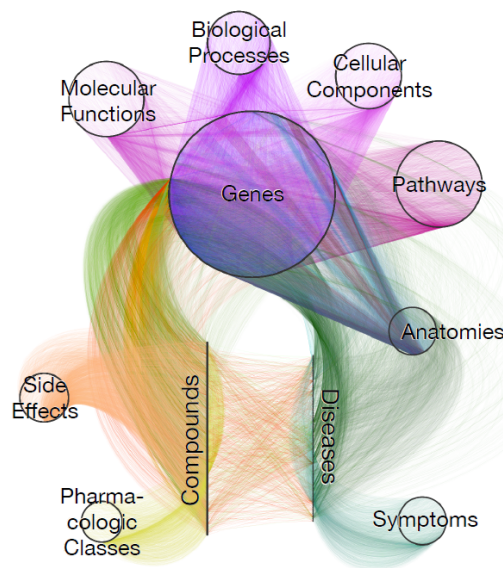 Biological
Processes
Cellular
Components
Molecular
Functions
Pathways
Genes
Anatomies
Side
Effects
Compounds
Diseases
Pharma-
cologic
Classes
Symptoms